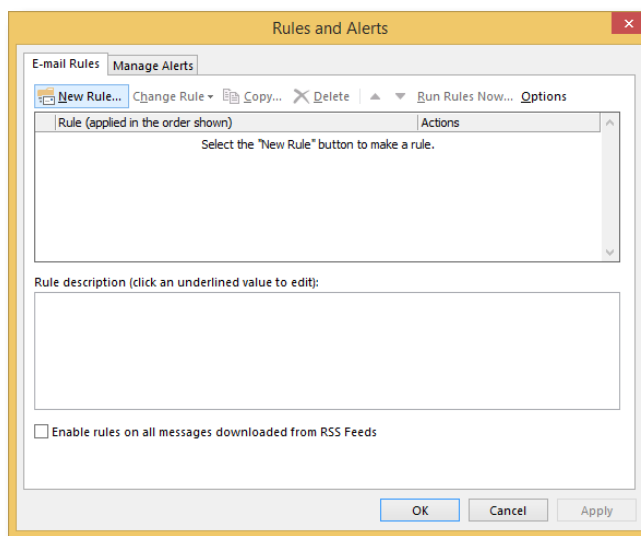 Rules and Alerts
E-mail Rules Manage Alerts
New Rule... Change Rule Copy... Delete Run Rules Now... Options
Rule (applied in the order shown) Actions
Select the "New Rule" button to make a rule.
Rule description (click an underlined value to edit):
Enable rules on all messages downloaded from RSS Feeds
OK Cancel Apply